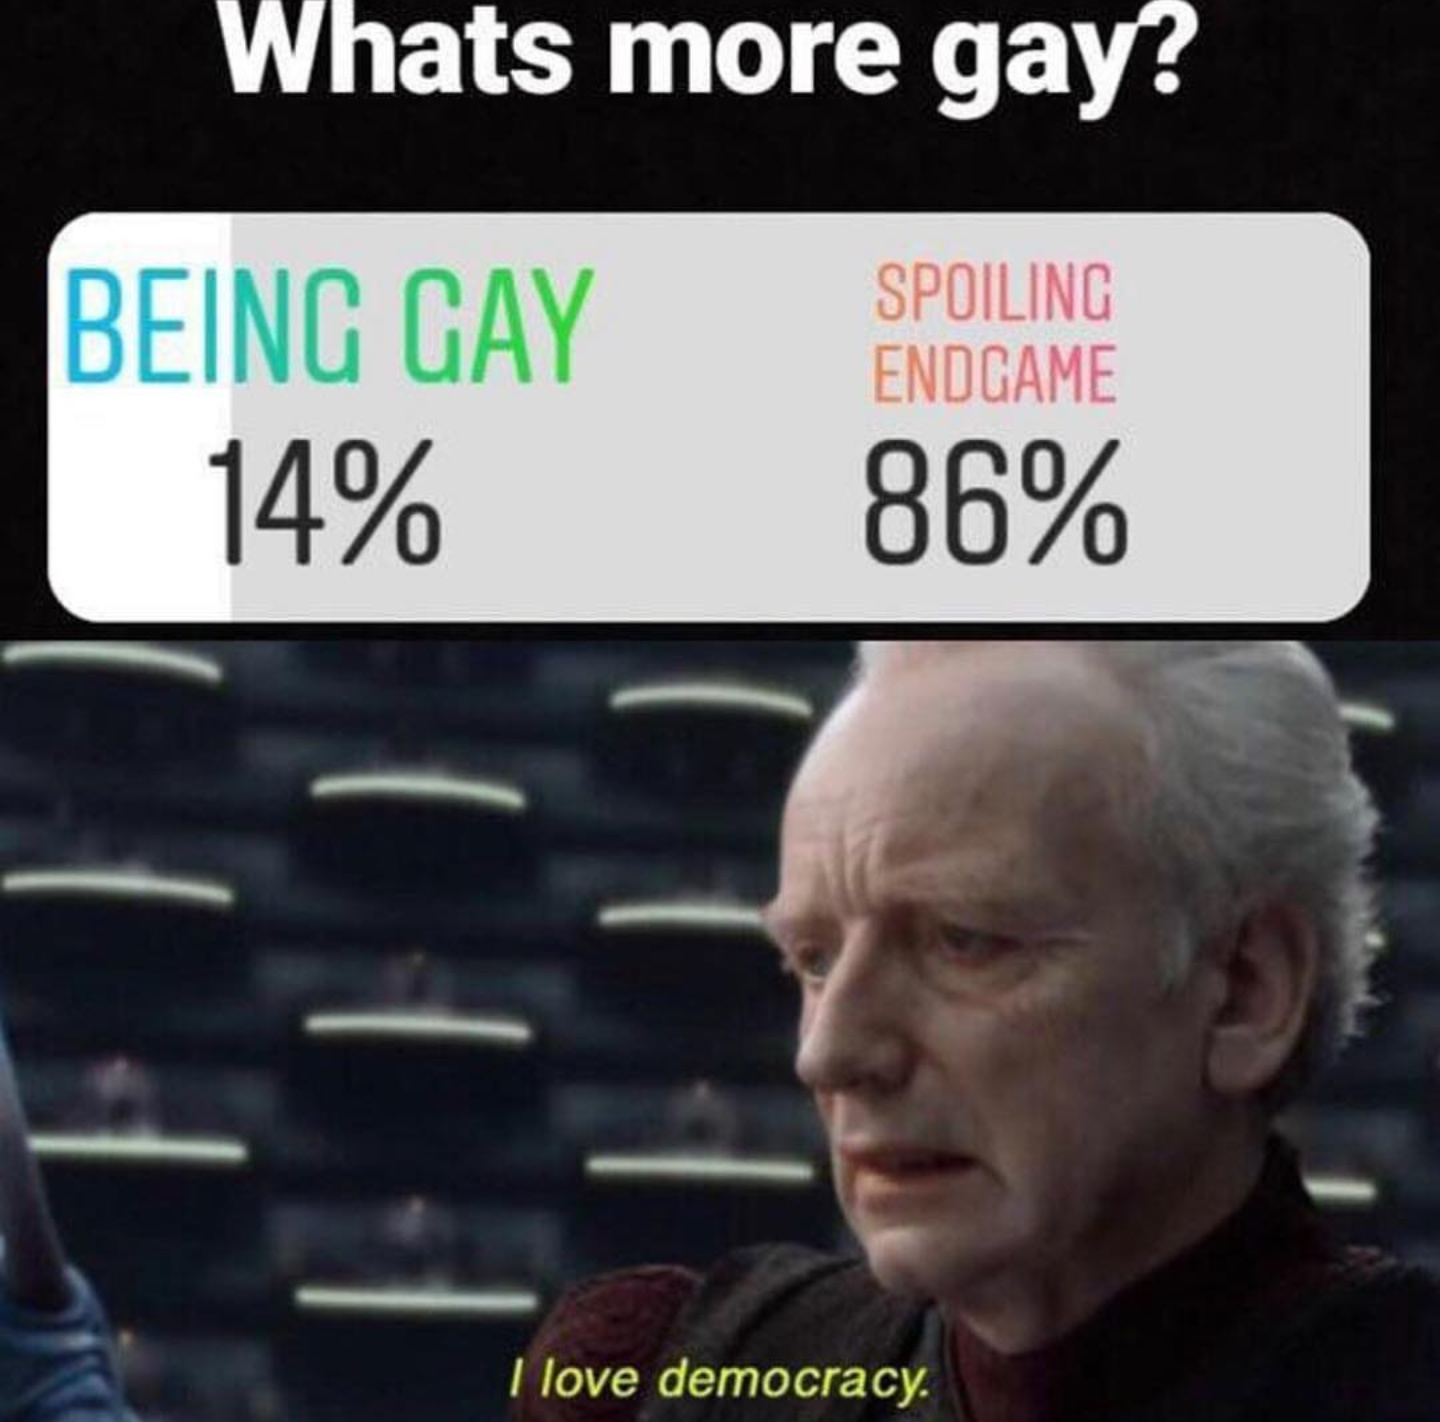 Whats more gay?
BEING GAY
14%
SPOILING
ENDGAME
86%
I love democracy.